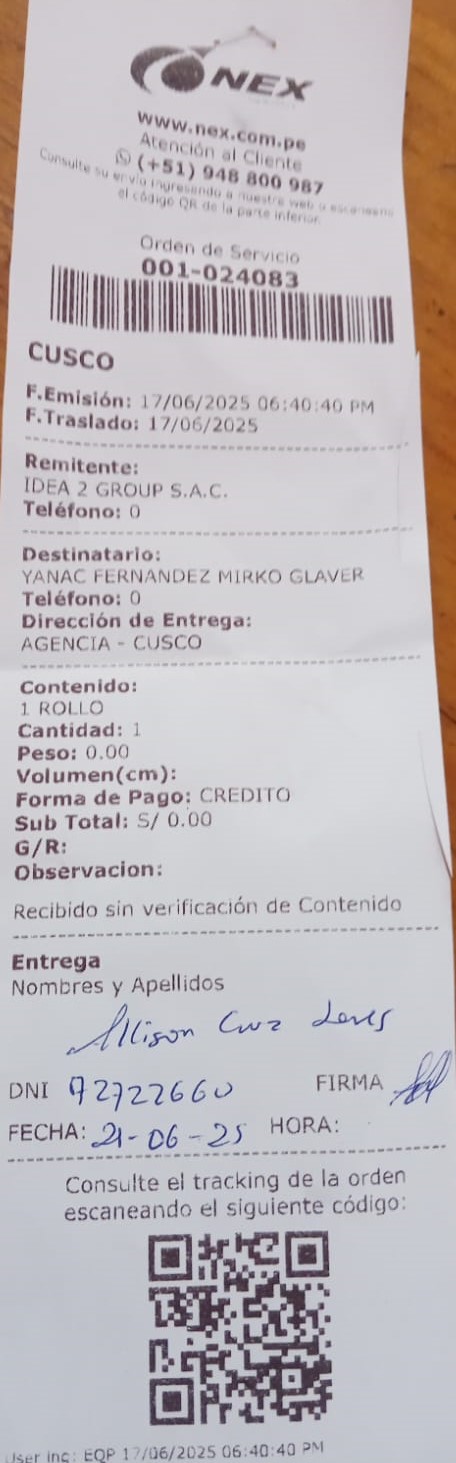 NEX
www.nex.com.pe
Atención al Cliente
(+51) 948 800 987
Consulte su envío ingresando a nuestra web o escaneando
el código QR de la parte inferior.
Orden de Servicio
001-024083
CUSCO
F.Emisión: 17/06/2025 06:40:40 PM
F.Traslado: 17/06/2025
Remitente:
IDEA 2 GROUP S.A.C.
Teléfono: 0
Destinatario:
YANAC FERNANDEZ MIRKO GLAVER
Teléfono: 0
Dirección de Entrega:
AGENCIA - CUSCO
Contenido:
1 ROLLO
Cantidad: 1
Peso: 0.00
Volumen(cm):
Forma de Pago: CREDITO
Sub Total: S/ 0.00
G/R:
Observacion:
Recibido sin verificación de Contenido
Entrega
Nombres y Apellidos
Allison Cruz
DNI 72722660 FIRMA
FECHA: 21-06-25 HORA:
Consulte el tracking de la orden
escaneando el siguiente código:
User inc: EQP 17/06/2025 06:40:40 PM